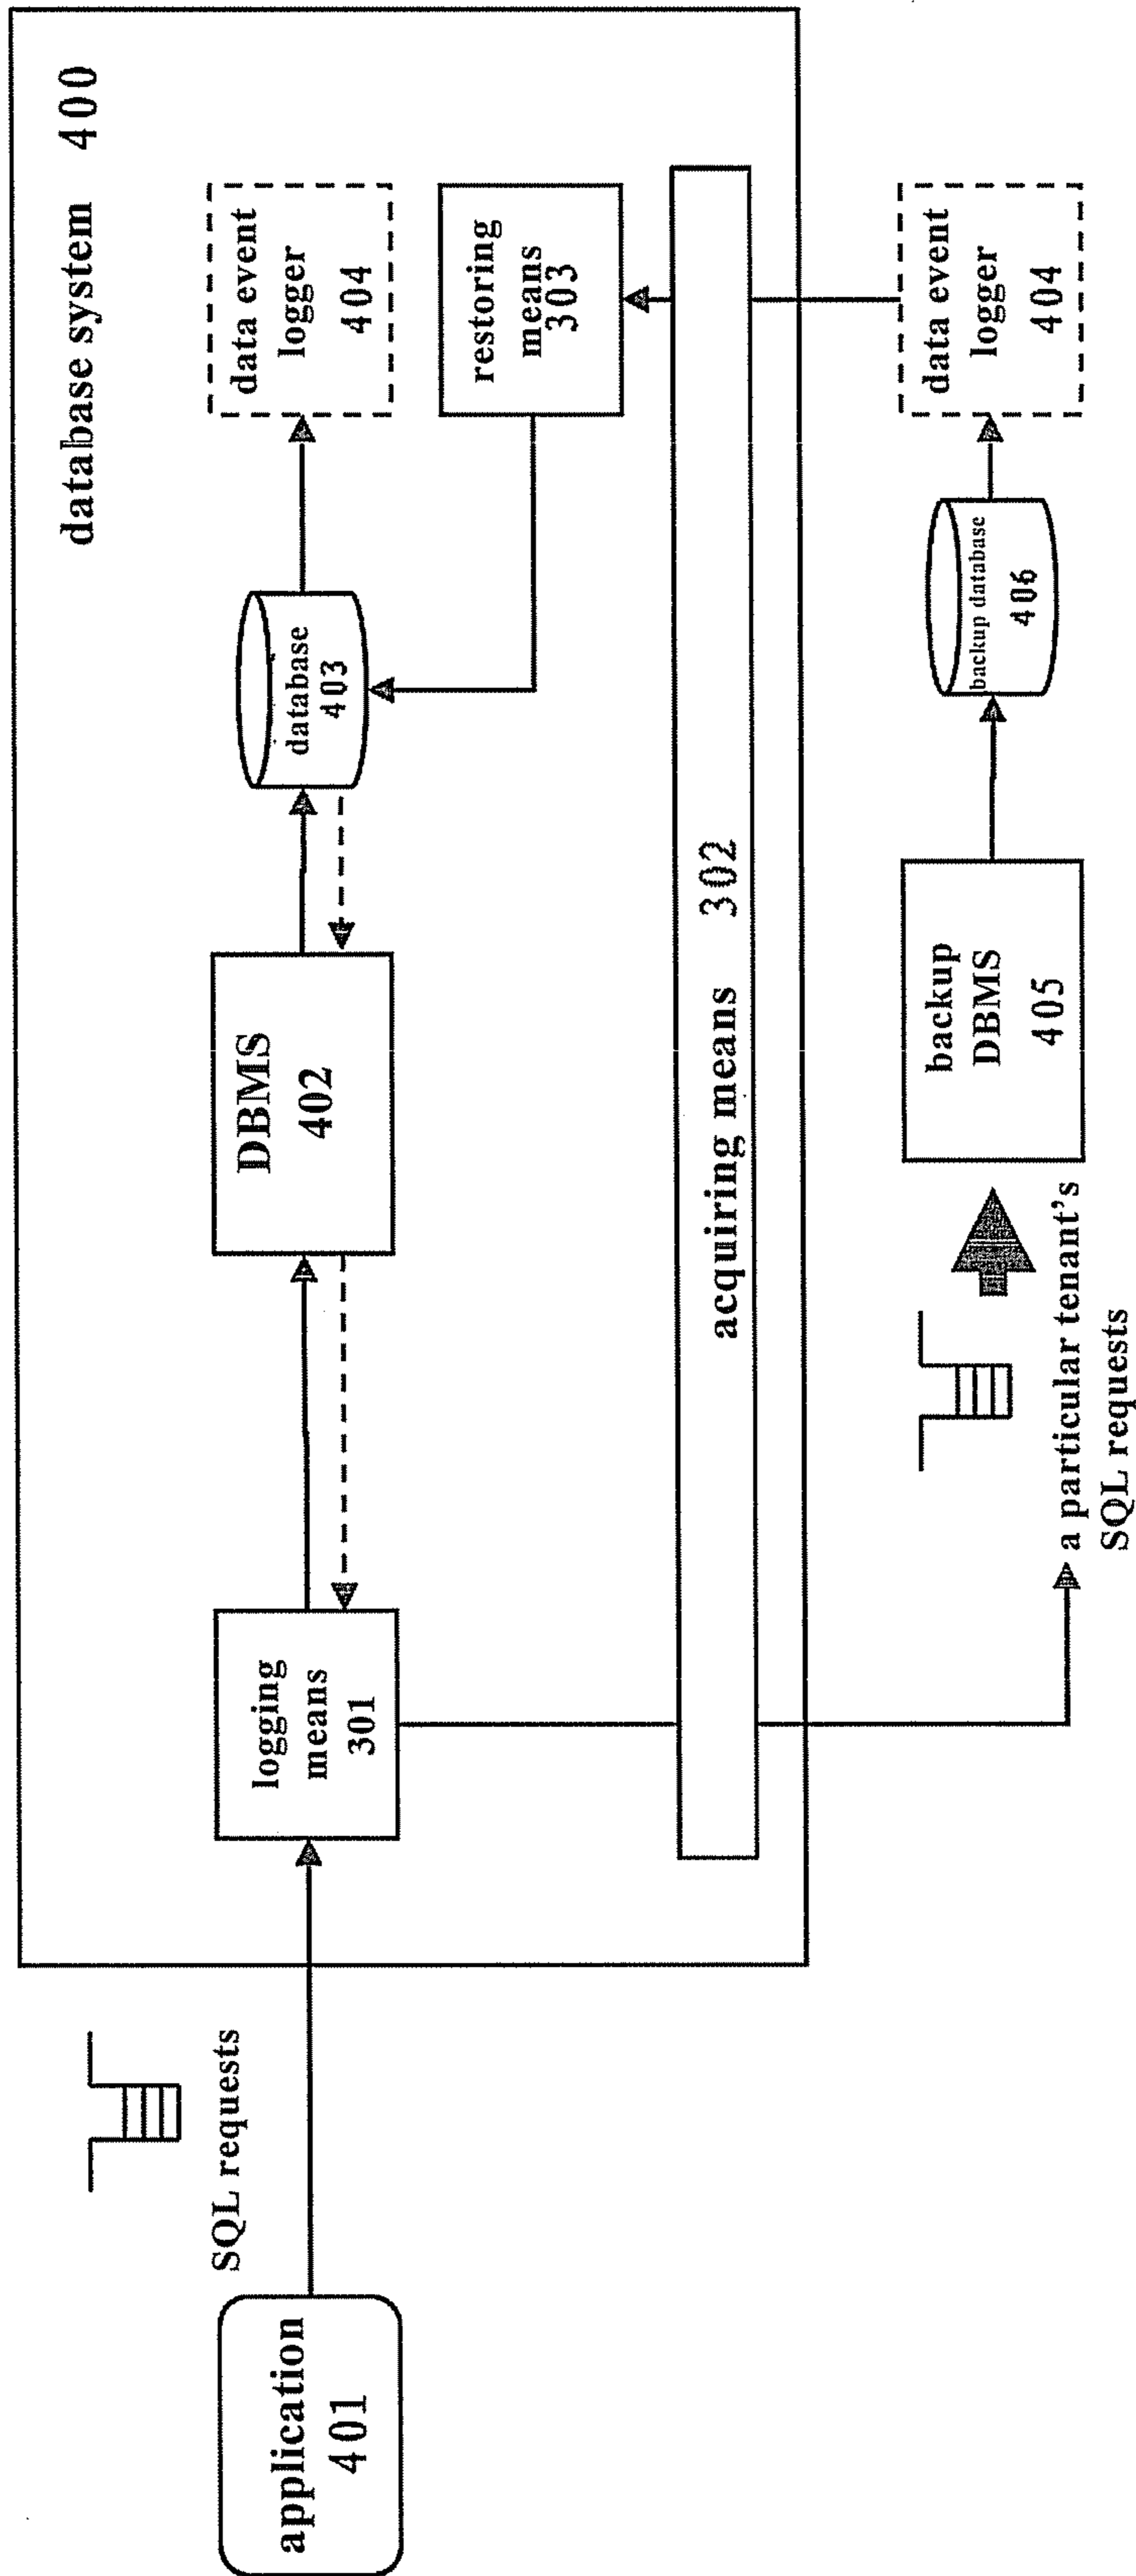 database system 400
SQL requests
application
401
logging
means
301
DBMS
402
database
403
data event
logger
404
restoring
means
303
acquiring means 302
a particular tenant's
SQL requests
backup
DBMS
405
backup database
406
data event
logger
404